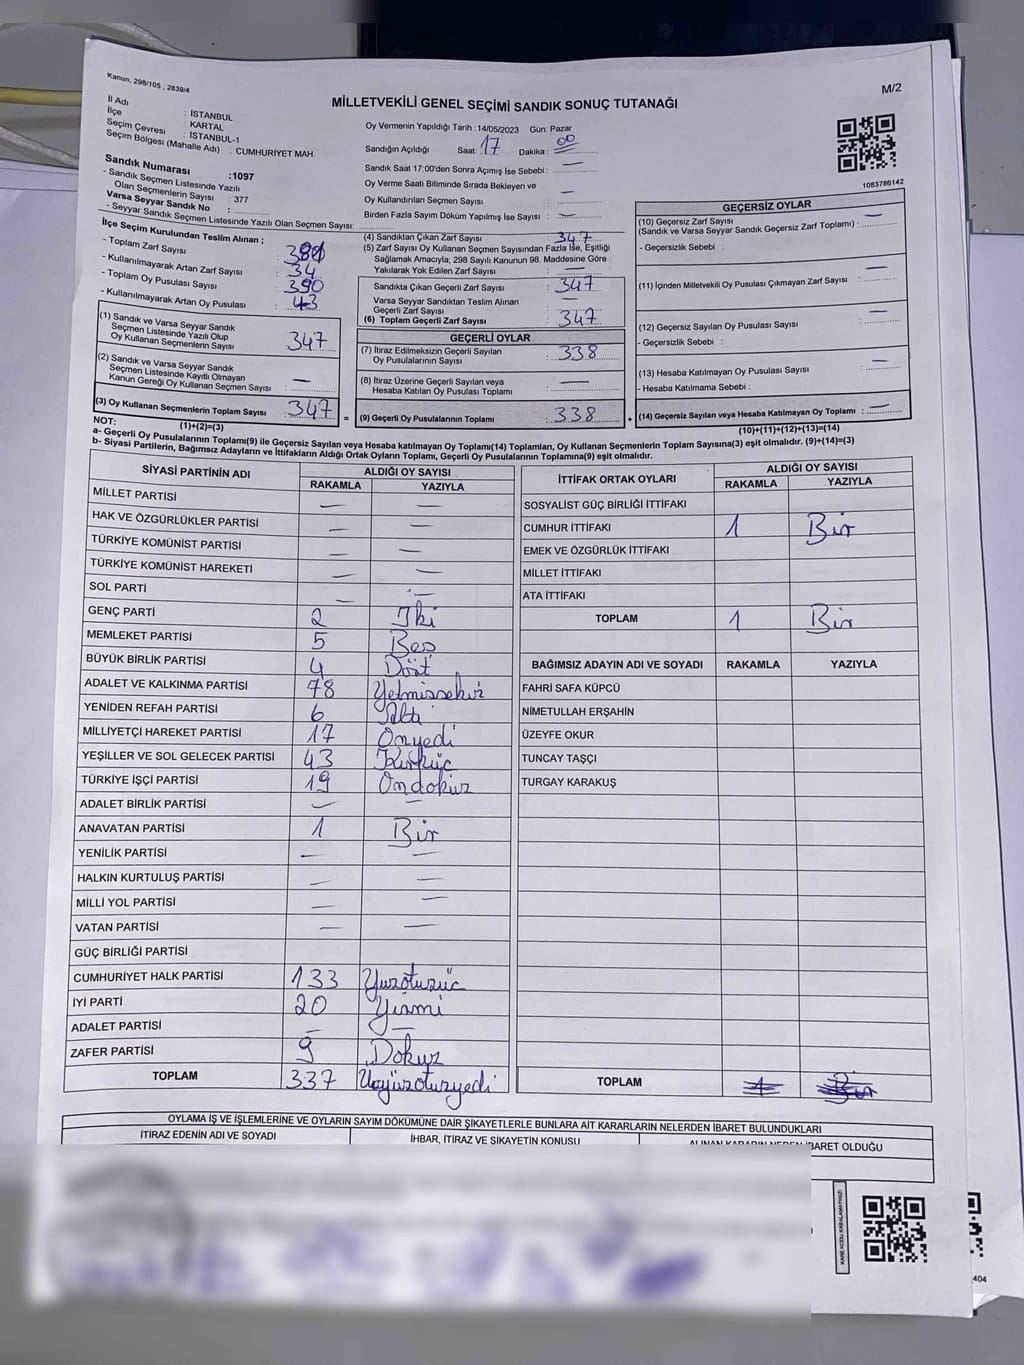 Kanun, 298/105 , 2839/4
M/2
MİLLETVEKİLİ GENEL SEÇİMİ SANDIK SONUÇ TUTANAĞI
İl Adı : İSTANBUL
İlçe : KARTAL
Seçim Çevresi : İSTANBUL-1
Seçim Bölgesi (Mahalle Adı) : CUMHURİYET MAH.
Sandık Numarası :1097
- Sandık Seçmen Listesinde Yazılı
Olan Seçmenlerin Sayısı : 377
Varsa Seyyar Sandık No :
- Seyyar Sandık Seçmen Listesinde Yazılı Olan Seçmen Sayısı:
Oy Vermenin Yapıldığı Tarih :14/05/2023 Gün: Pazar
Sandığın Açıldığı Saat: 17 Dakika : 00
Sandık Saat 17:00'den Sonra Açımış İse Sebebi : —
Oy Verme Saati Bitiminde Sırada Bekleyen ve
Oy Kullandırılan Seçmen Sayısı : —
Birden Fazla Sayım Döküm Yapılmış İse Sayısı : —
1083786142
İlçe Seçim Kurulundan Teslim Alınan ;
- Toplam Zarf Sayısı :
- Kullanılmayarak Artan Zarf Sayısı : 34
- Toplam Oy Pusulası Sayısı : 390
- Kullanılmayarak Artan Oy Pusulası : 43
(1) Sandık ve Varsa Seyyar Sandık
Seçmen Listesinde Yazılı Olup
Oy Kullanan Seçmenlerin Sayısı : 347
(2) Sandık ve Varsa Seyyar Sandık
Seçmen Listesinde Kayıtlı Olmayan
Kanun Gereği Oy Kullanan Seçmen Sayısı : —
(3) Oy Kullanan Seçmenlerin Toplam Sayısı : 347 =
(1)+(2)=(3)
(4) Sandıktan Çıkan Zarf Sayısı : 347
(5) Zarf Sayısı Oy Kullanan Seçmen Sayısından Fazla İse, Eşitliği
Sağlamak Amacıyla; 298 Sayılı Kanunun 98. Maddesine Göre
Yakılarak Yok Edilen Zarf Sayısı : —
Sandıkta Çıkan Geçerli Zarf Sayısı : 347
Varsa Seyyar Sandıktan Teslim Alınan
Geçerli Zarf Sayısı : —
(6) Toplam Geçerli Zarf Sayısı : 347
GEÇERLİ OYLAR
(7) İtiraz Edilmeksizin Geçerli Sayılan
Oy Pusulalarının Sayısı : 338
(8) İtiraz Üzerine Geçerli Sayılan veya
Hesaba Katılan Oy Pusulası Toplamı : —
(9) Geçerli Oy Pusulalarının Toplamı : 338 +
GEÇERSİZ OYLAR
(10) Geçersiz Zarf Sayısı
(Sandık ve Varsa Seyyar Sandık Geçersiz Zarf Toplamı) : —
- Geçersizlik Sebebi :
(11) İçinden Milletvekili Oy Pusulası Çıkmayan Zarf Sayısı : —
(12) Geçersiz Sayılan Oy Pusulası Sayısı : —
- Geçersizlik Sebebi :
(13) Hesaba Katılmayan Oy Pusulası Sayısı : —
- Hesaba Katılmama Sebebi :
(14) Geçersiz Sayılan veya Hesaba Katılmayan Oy Toplamı : —
(10)+(11)+(12)+(13)=(14)
NOT:
a- Geçerli Oy Pusulalarının Toplamı(9) ile Geçersiz Sayılan veya Hesaba katılmayan Oy Toplamı(14) Toplamları, Oy Kullanan Seçmenlerin Toplam Sayısına(3) eşit olmalıdır. (9)+(14)=(3)
b- Siyasi Partilerin, Bağımsız Adayların ve İttifakların Aldığı Ortak Oyların Toplamı, Geçerli Oy Pusulalarının Toplamına(9) eşit olmalıdır.
SİYASİ PARTİNİN ADI ALDIĞI OY SAYISI
RAKAMLA YAZIYLA
MİLLET PARTİSİ — —
HAK VE ÖZGÜRLÜKLER PARTİSİ — —
TÜRKİYE KOMÜNİST PARTİSİ — —
TÜRKİYE KOMÜNİST HAREKETİ — —
SOL PARTİ — —
GENÇ PARTİ 2 İki
MEMLEKET PARTİSİ 5 Beş
BÜYÜK BİRLİK PARTİSİ 4 Dört
ADALET VE KALKINMA PARTİSİ 78 Yetmişsekiz
YENİDEN REFAH PARTİSİ 6 Altı
MİLLİYETÇİ HAREKET PARTİSİ 17 Onyedi
YEŞİLLER VE SOL GELECEK PARTİSİ 43 Kırküç
TÜRKİYE İŞÇİ PARTİSİ 19 Ondokuz
ADALET BİRLİK PARTİSİ — —
ANAVATAN PARTİSİ 1 Bir
YENİLİK PARTİSİ — —
HALKIN KURTULUŞ PARTİSİ — —
MİLLİ YOL PARTİSİ — —
VATAN PARTİSİ — —
GÜÇ BİRLİĞİ PARTİSİ
CUMHURİYET HALK PARTİSİ 133 Yüzotuzüç
İYİ PARTİ 20 Yirmi
ADALET PARTİSİ — —
ZAFER PARTİSİ 9 Dokuz
TOPLAM 337 Üçyüzotuzyedi
İTTİFAK ORTAK OYLARI ALDIĞI OY SAYISI
RAKAMLA YAZIYLA
SOSYALİST GÜÇ BİRLİĞİ İTTİFAKI
CUMHUR İTTİFAKI 1 Bir
EMEK VE ÖZGÜRLÜK İTTİFAKI
MİLLET İTTİFAKI
ATA İTTİFAKI
TOPLAM 1 Bir
BAĞIMSIZ ADAYIN ADI VE SOYADI RAKAMLA YAZIYLA
FAHRİ SAFA KÜPCÜ
NİMETULLAH ERŞAHİN
ÜZEYFE OKUR
TUNCAY TAŞÇI
TURGAY KARAKUŞ
TOPLAM 1 Bir
OYLAMA İŞ VE İŞLEMLERİNE VE OYLARIN SAYIM DÖKÜMÜNE DAİR ŞİKAYETLERLE BUNLARA AİT KARARLARIN NELERDEN İBARET BULUNDUKLARI
İTİRAZ EDENİN ADI VE SOYADI İHBAR, İTİRAZ VE ŞİKAYETİN KONUSU ALINAN KARARIN NEDEN İBARET OLDUĞU
KARE KODU KARALAMAYINIZ!
404